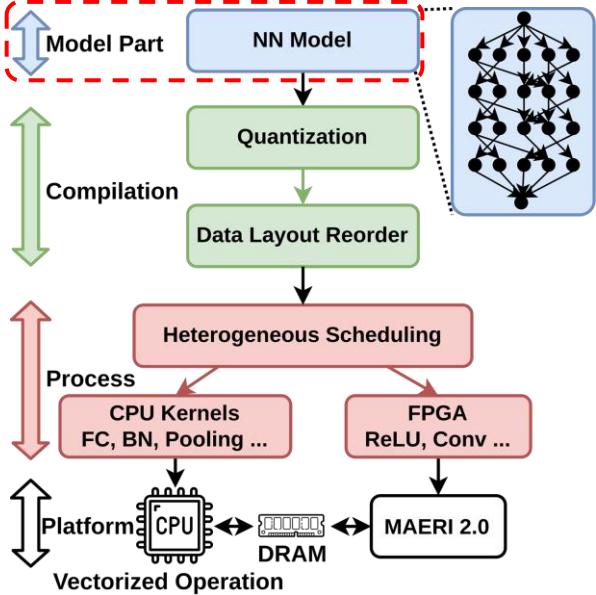 Model Part
NN Model
Quantization
Compilation
Data Layout Reorder
Heterogeneous Scheduling
Process
CPU Kernels
FC, BN, Pooling ...
FPGA
ReLU, Conv ...
Platform
CPU
DRAM
MAERI 2.0
Vectorized Operation